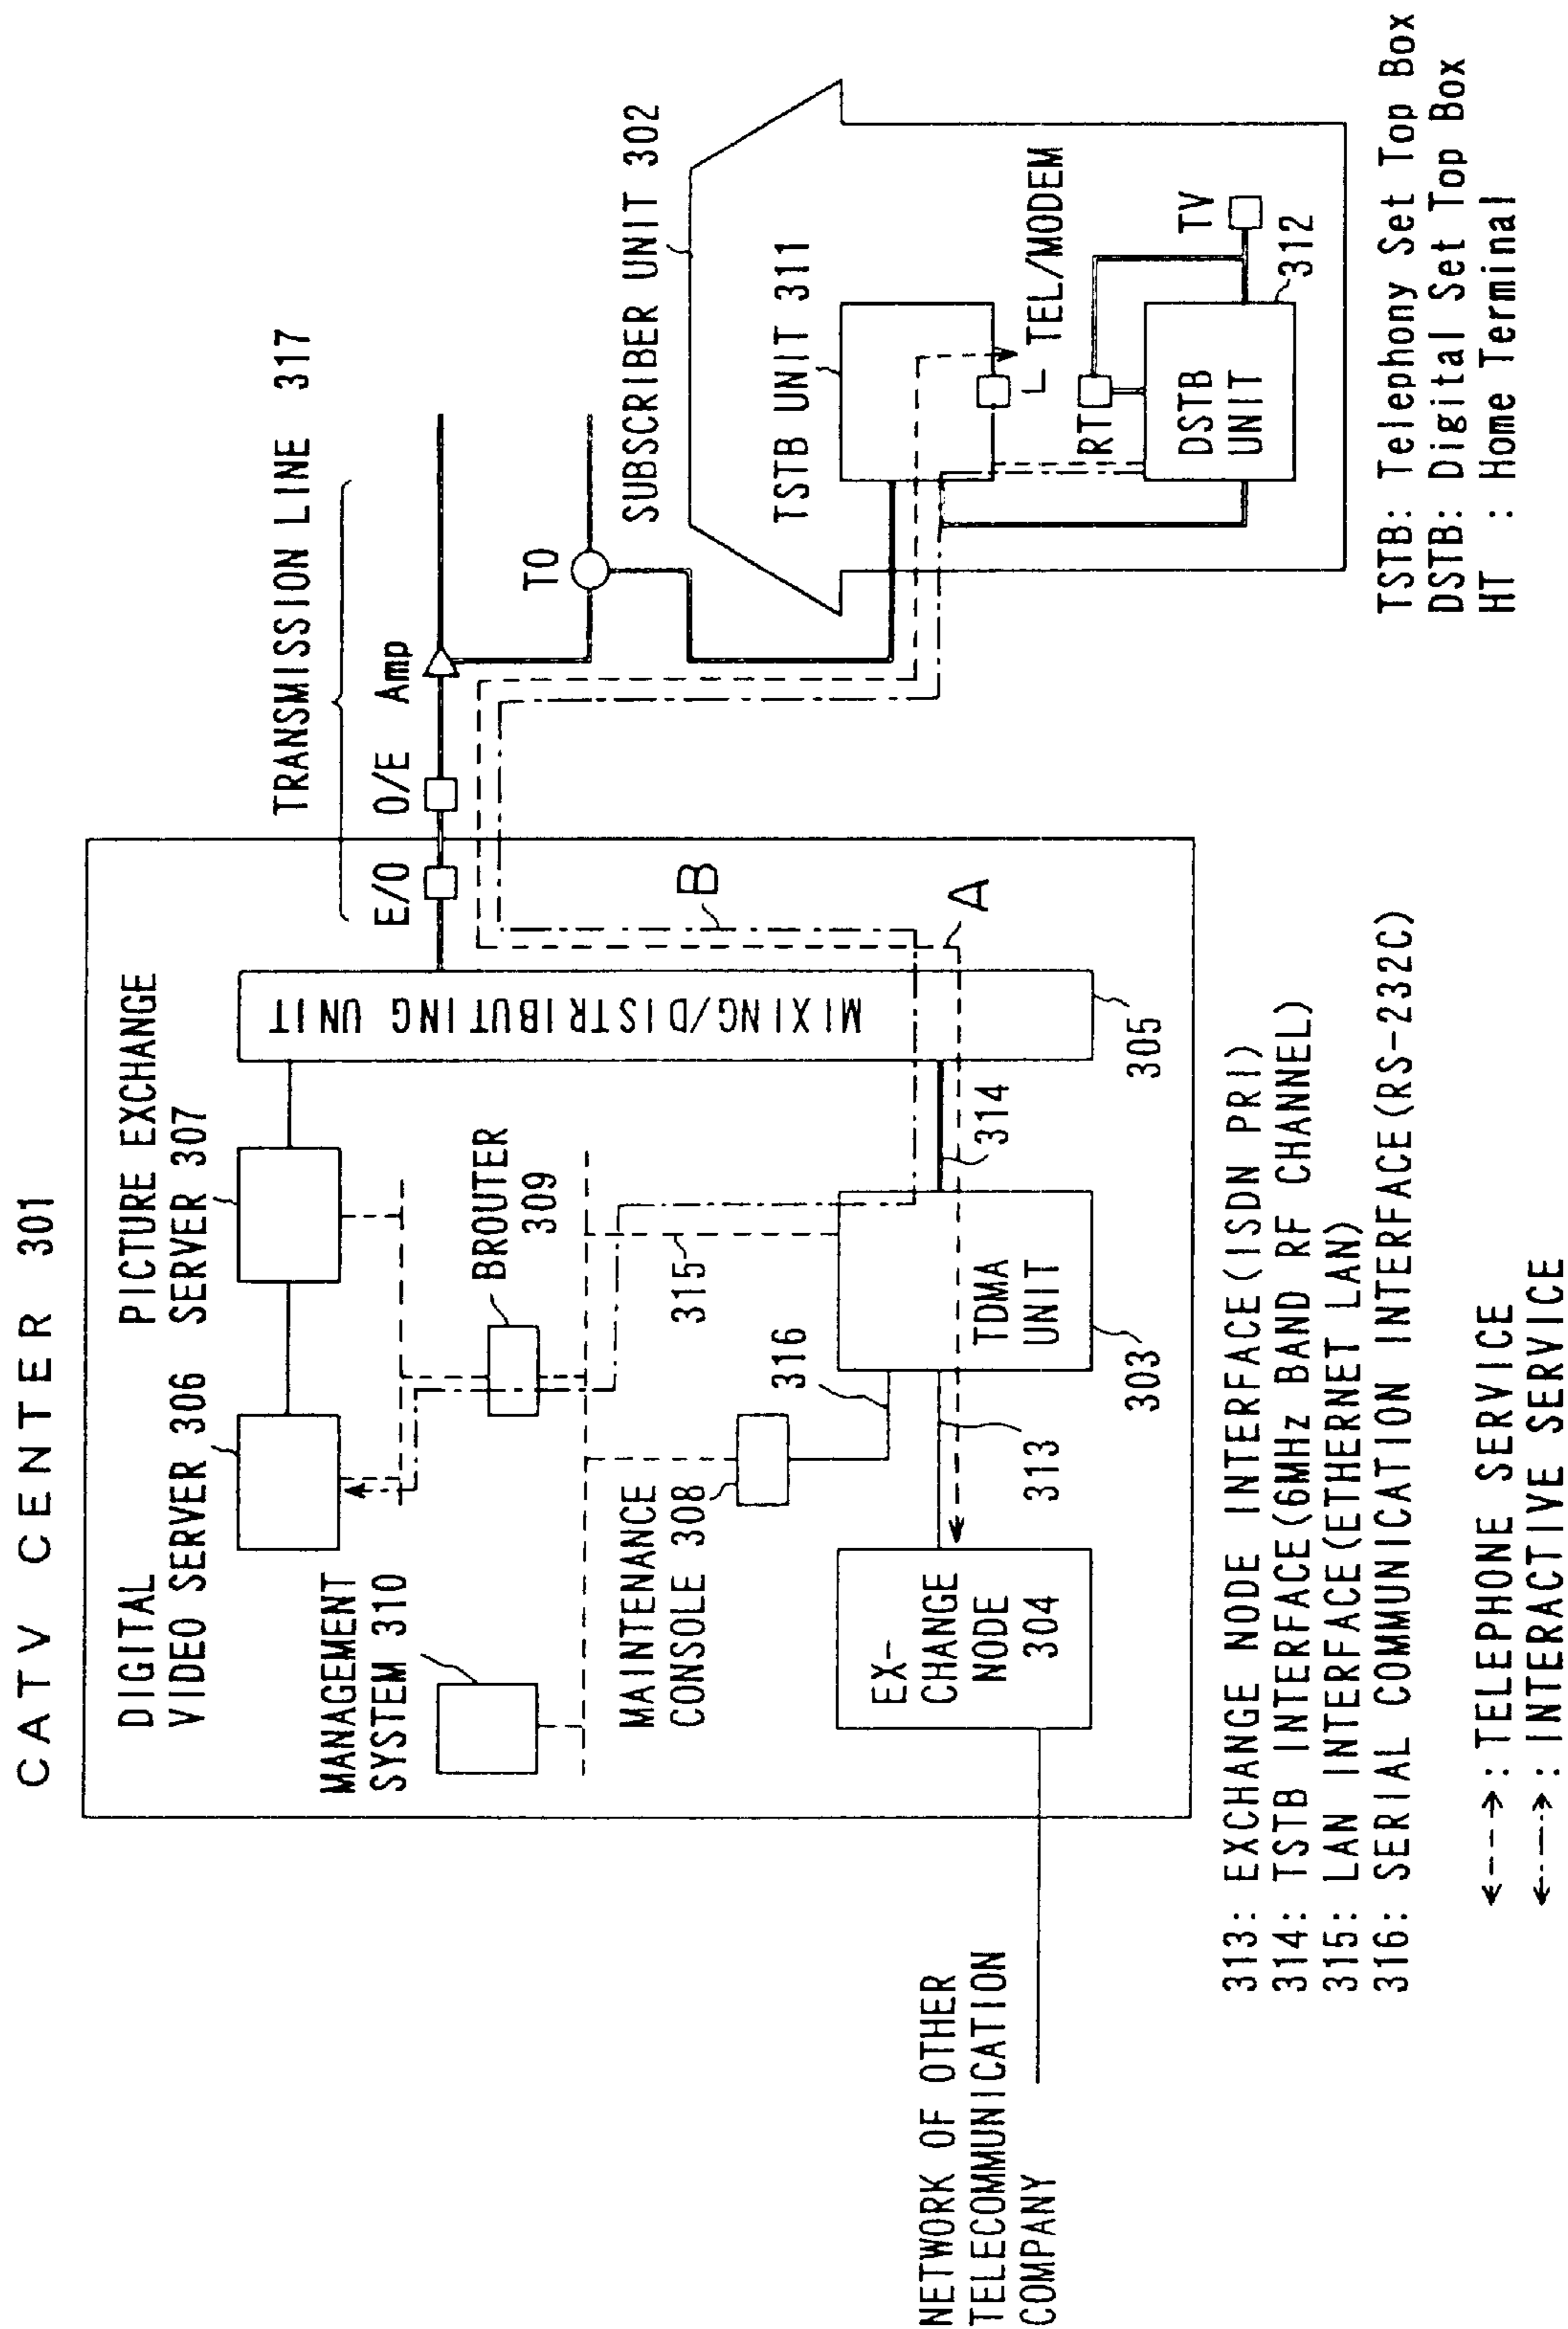 CATV CENTER 301
DIGITAL
VIDEO SERVER 306
PICTURE EXCHANGE
SERVER 307
MANAGEMENT
SYSTEM 310
BROUTER
309
MAINTENANCE
CONSOLE 308
315
316
EX-
CHANGE
NODE
304
313
TDMA
UNIT
303
314
MIXING/DISTRIBUTING UNIT
305
B
A
TRANSMISSION LINE 317
E/O
O/E
Amp
TO
SUBSCRIBER UNIT 302
TSTB UNIT 311
TEL/MODEM
RT
TV
DSTB
UNIT
312
NETWORK OF OTHER
TELECOMMUNICATION
COMPANY
313: EXCHANGE NODE INTERFACE(ISDN PRI)
314: TSTB INTERFACE(6MHz BAND RF CHANNEL)
315: LAN INTERFACE(ETHERNET LAN)
316: SERIAL COMMUNICATION INTERFACE(RS-232C)
: TELEPHONE SERVICE
: INTERACTIVE SERVICE
TSTB: Telephony Set Top Box
DSTB: Digital Set Top Box
HT : Home Terminal